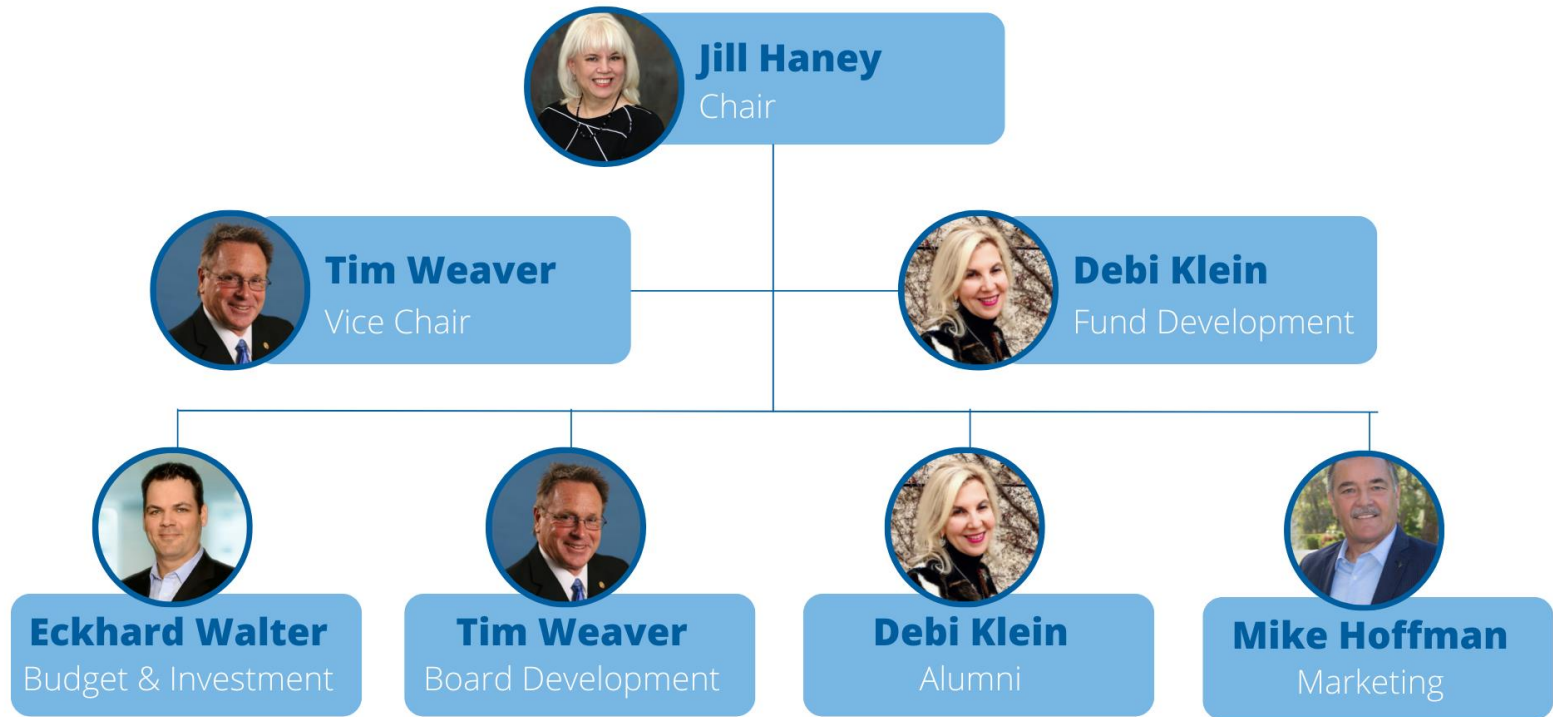 Jill Haney
Chair
Tim Weaver
Vice Chair
Debi Klein
Fund Development
Eckhard Walter
Budget & Investment
Tim Weaver
Board Development
Debi Klein
Alumni
Mike Hoffman
Marketing